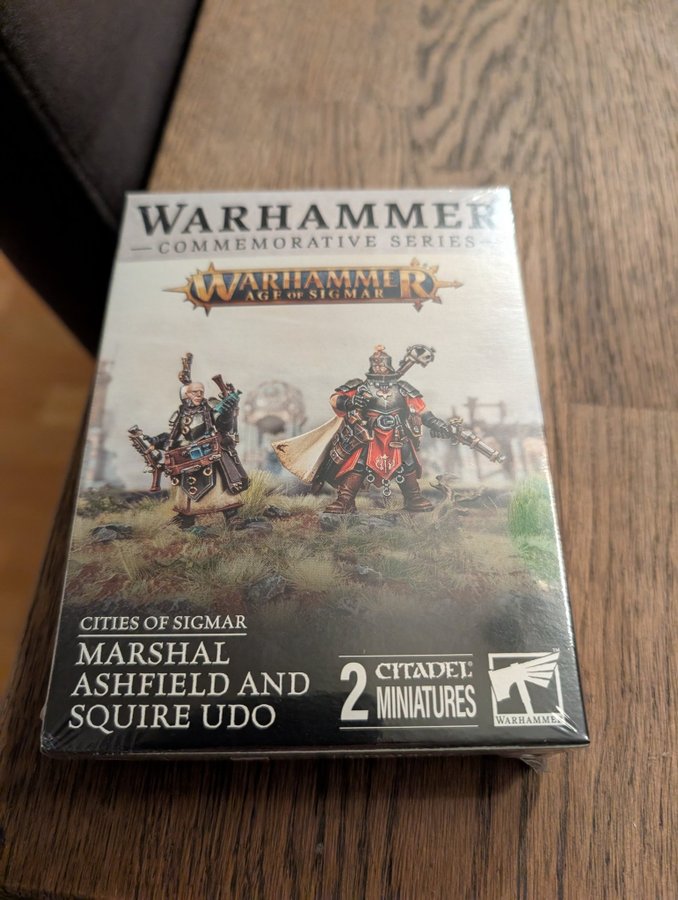 WARHAMMER
COMMEMORATIVE SERIES
WARHAMMER
AGE OF SIGMAR
CITIES OF SIGMAR
MARSHAL
ASHFIELD AND
SQUIRE UDO
2 CITADEL
MINIATURES
WARHAMMER